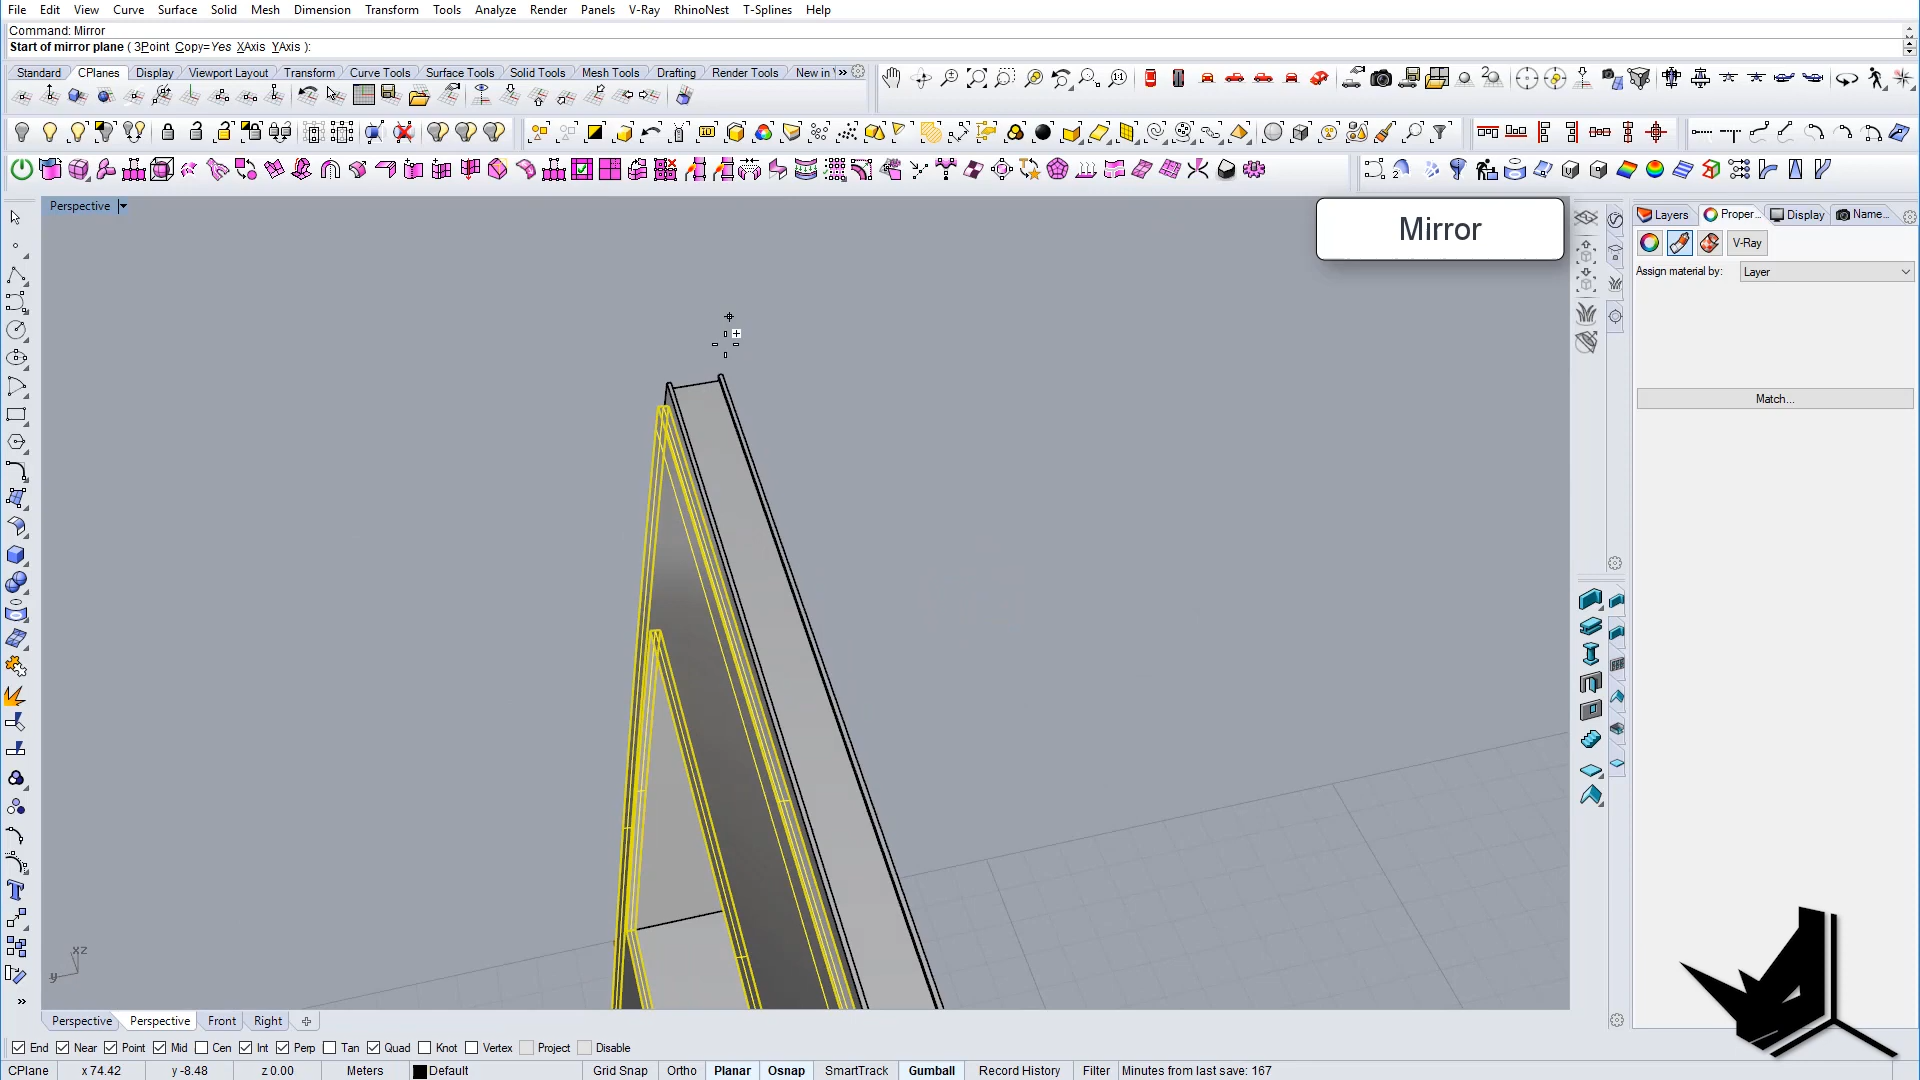 File Edit View Curve Surface Solid Mesh Dimension Transform Tools Analyze Render Panels V-Ray RhinoNest T-Splines Help
Command: Mirror
Start of mirror plane ( 3Point Copy=Yes XAxis YAxis ):
Standard CPlanes Display Viewport Layout Transform Curve Tools Surface Tools Solid Tools Mesh Tools Drafting Render Tools New in V »
Perspective
Mirror
Layers Proper... Display Name...
V-Ray
Assign material by: Layer
Match...
xz
y
»
Perspective Perspective Front Right
End Near Point Mid Cen Int Perp Tan Quad Knot Vertex Project Disable
CPlane x 74.42 y -8.48 z 0.00 Meters Default Grid Snap Ortho Planar Osnap SmartTrack Gumball Record History Filter Minutes from last save: 167